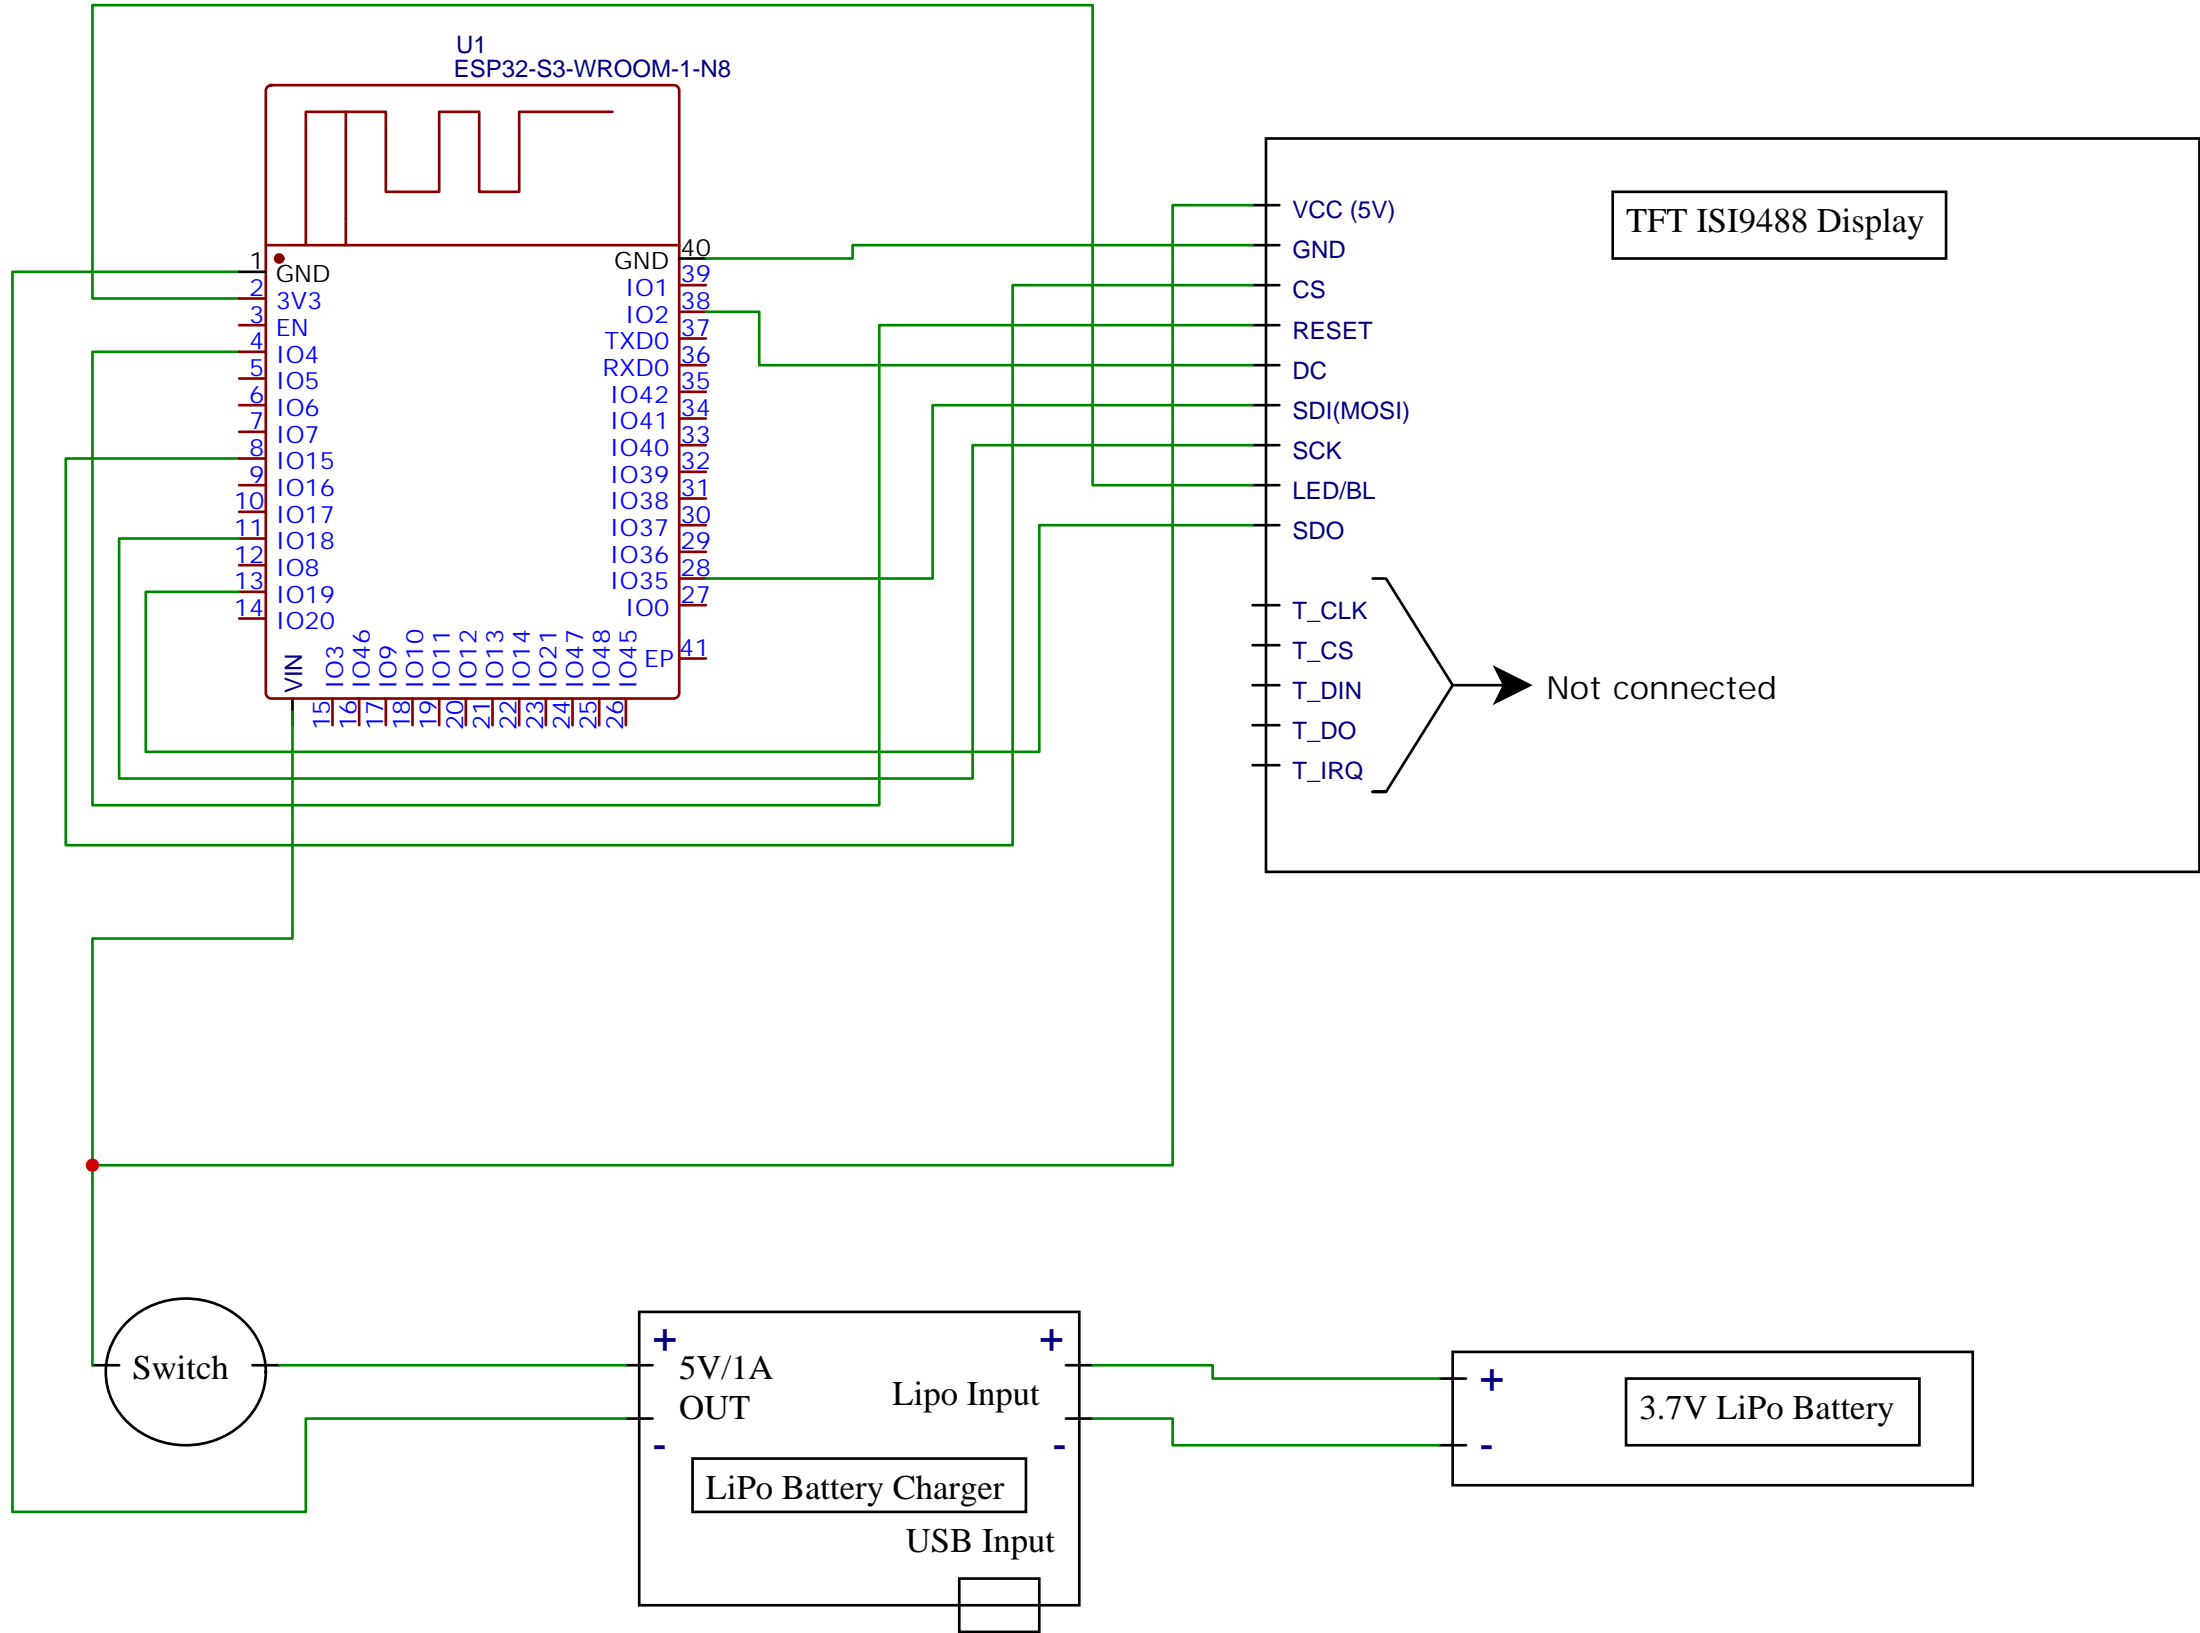 U1
ESP32-S3-WROOM-1-N8
1
GND
2
3V3
3
EN
4
IO4
5
IO5
6
IO6
7
IO7
8
IO15
9
IO16
10
IO17
11
IO18
12
IO8
13
IO19
14
IO20
40
GND
39
IO1
38
IO2
37
TXD0
36
RXD0
35
IO42
34
IO41
33
IO40
32
IO39
31
IO38
30
IO37
29
IO36
28
IO35
27
IO0
41
EP
VIN
IO3
IO46
IO9
IO10
IO11
IO12
IO13
IO14
IO21
IO47
IO48
IO45
15
16
17
18
19
20
21
22
23
24
25
26
TFT ISI9488 Display
VCC (5V)
GND
CS
RESET
DC
SDI(MOSI)
SCK
LED/BL
SDO
T_CLK
T_CS
T_DIN
T_DO
T_IRQ
Not connected
Switch
+
5V/1A
OUT
-
+
Lipo Input
-
LiPo Battery Charger
USB Input
+
-
3.7V LiPo Battery